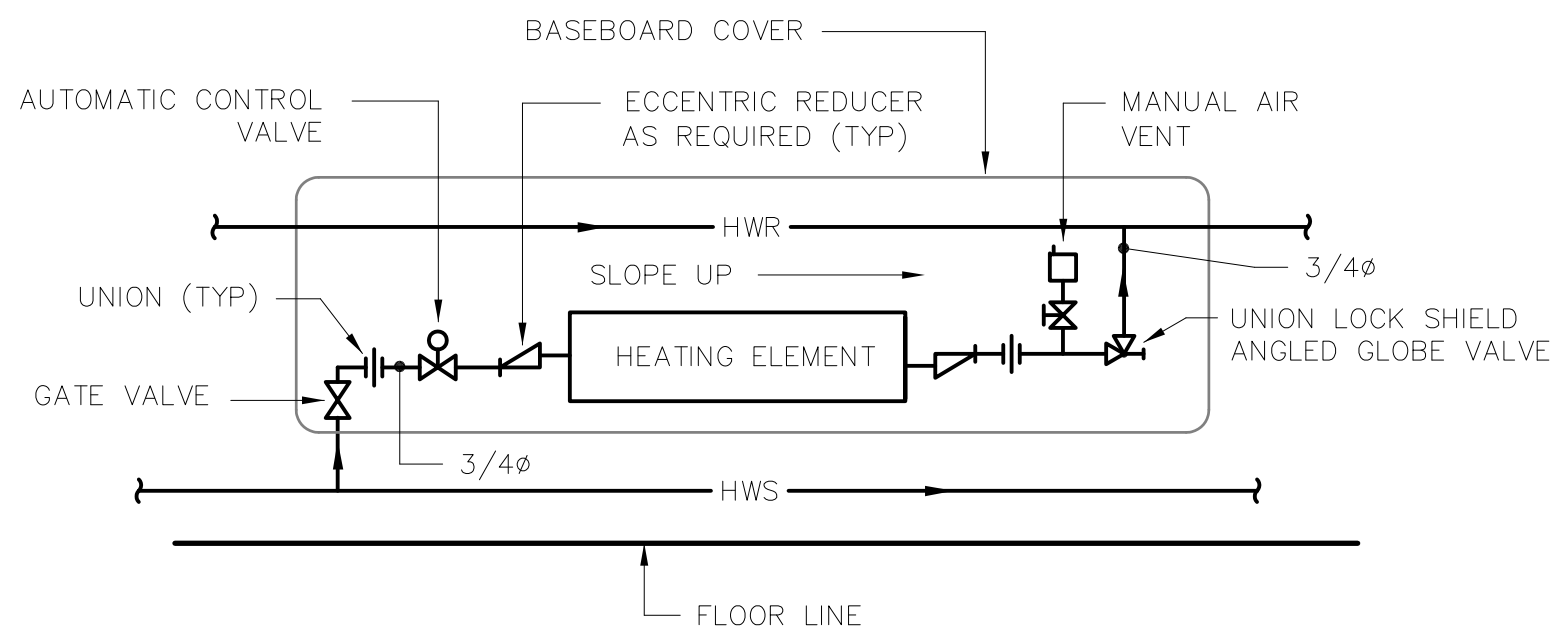 BASEBOARD COVER
AUTOMATIC CONTROL
VALVE
ECCENTRIC REDUCER
AS REQUIRED (TYP)
MANUAL AIR
VENT
HWR
SLOPE UP
3/4ø
UNION (TYP)
UNION LOCK SHIELD
ANGLED GLOBE VALVE
HEATING ELEMENT
GATE VALVE
3/4ø
HWS
FLOOR LINE